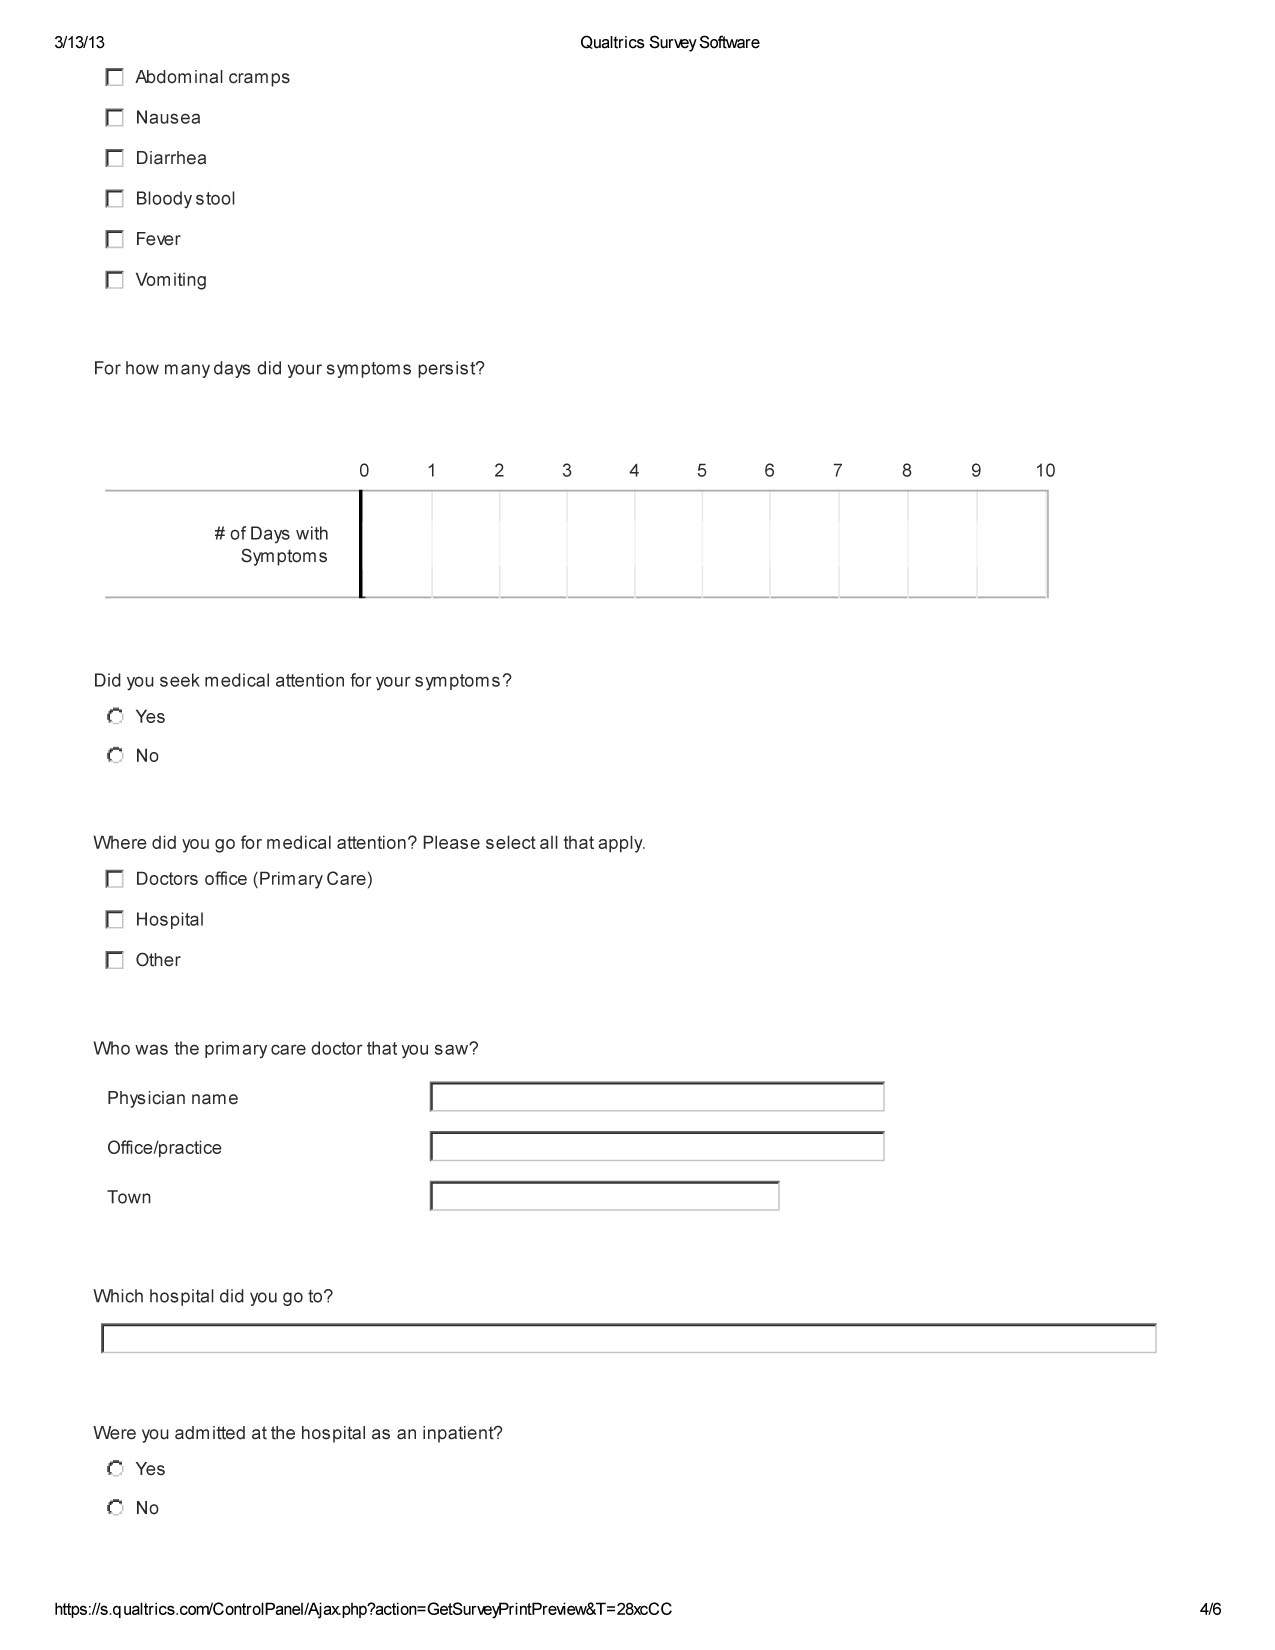 3/13/13 Qualtrics Survey Software
Abdominal cramps
Nausea
Diarrhea
Bloody stool
Fever
Vomiting
For how many days did your symptoms persist?
0 1 2 3 4 5 6 7 8 9 10
# of Days with
Symptoms
Did you seek medical attention for your symptoms?
Yes
No
Where did you go for medical attention? Please select all that apply.
Doctors office (Primary Care)
Hospital
Other
Who was the primary care doctor that you saw?
Physician name
Office/practice
Town
Which hospital did you go to?
Were you admitted at the hospital as an inpatient?
Yes
No
https://s.qualtrics.com/ControlPanel/Ajax.php?action=GetSurveyPrintPreview&T=28xcCC 4/6